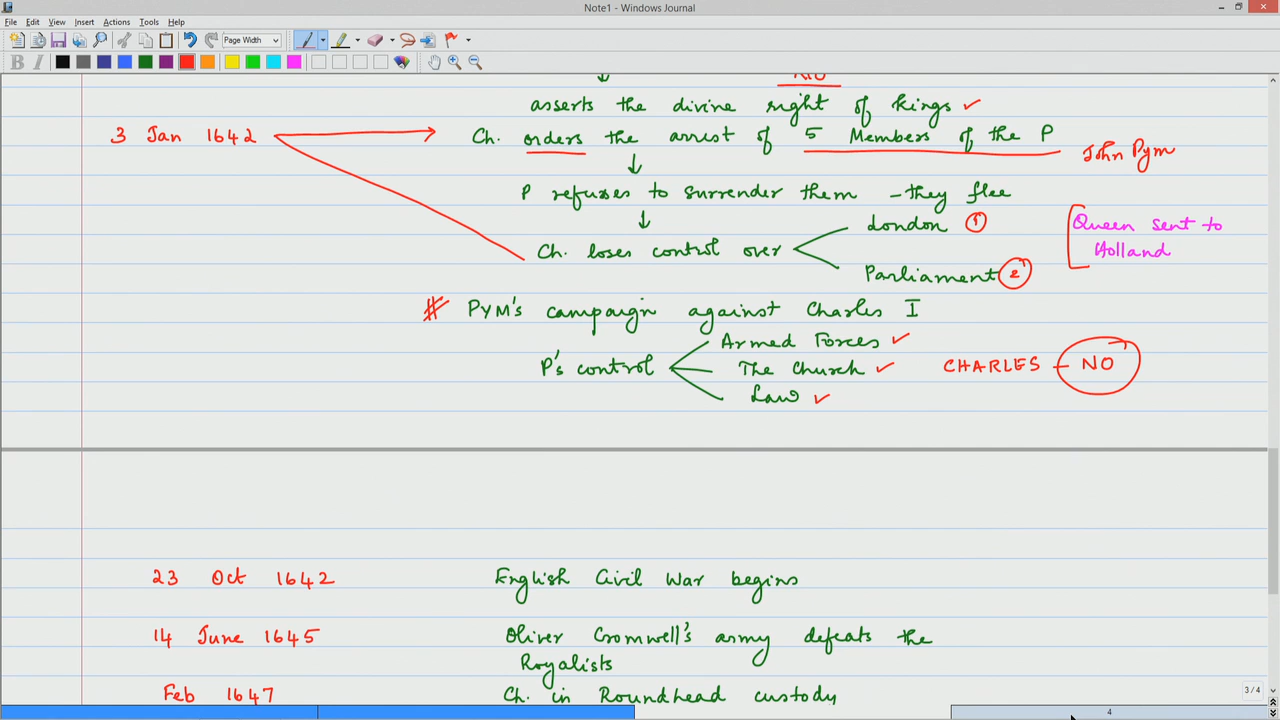 Note1 - Windows Journal
File Edit View Insert Actions Tools Help
Page Width
B I
NO
asserts the divine right of kings ✓
3 Jan 1642 Ch. orders the arrest of 5 Members of the P
John Pym
P refuses to surrender them - they flee
London 1
Queen sent to
Ch. loses control over
Holland
Parliament 2
# PYM's campaign against Charles I
Armed Forces ✓
P's control The Church ✓ CHARLES - NO
Law ✓
23 Oct 1642 English Civil War begins
14 June 1645 Oliver Cromwell's army defeats the
Royalists
Feb 1647 Ch. in Roundhead custody
3 / 4
4